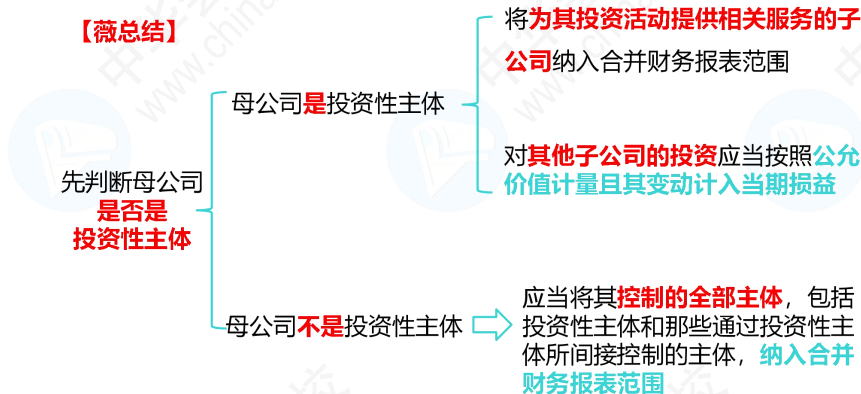 【薇总结】
将为其投资活动提供相关服务的子
公司纳入合并财务报表范围
母公司是投资性主体
对其他子公司的投资应当按照公允
价值计量且其变动计入当期损益
先判断母公司
是否是
投资性主体
母公司不是投资性主体
应当将其控制的全部主体，包括
投资性主体和那些通过投资性主
体所间接控制的主体，纳入合并
财务报表范围